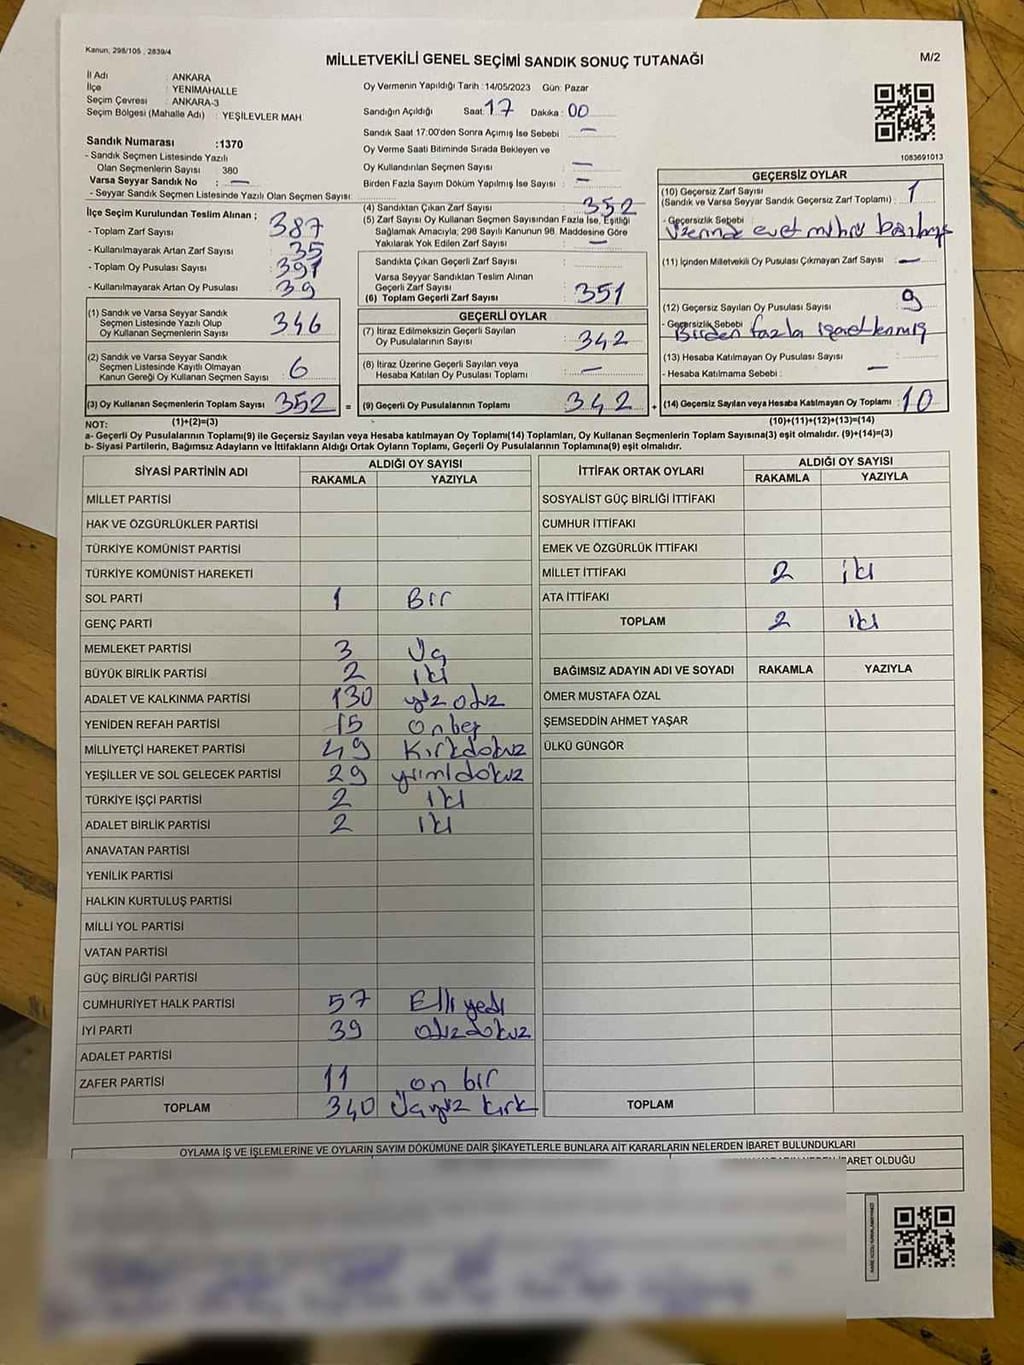 Kanun: 298/105 , 2839/4
MİLLETVEKİLİ GENEL SEÇİMİ SANDIK SONUÇ TUTANAĞI
M/2
İl Adı : ANKARA
İlçe : YENİMAHALLE
Seçim Çevresi : ANKARA-3
Seçim Bölgesi (Mahalle Adı) : YEŞİLEVLER MAH.
Sandık Numarası :1370
- Sandık Seçmen Listesinde Yazılı
Olan Seçmenlerin Sayısı : 380
Varsa Seyyar Sandık No : —
- Seyyar Sandık Seçmen Listesinde Yazılı Olan Seçmen Sayısı:
Oy Vermenin Yapıldığı Tarih : 14/05/2023 Gün: Pazar
Sandığın Açıldığı Saat: 17 Dakika : 00
Sandık Saat 17:00'den Sonra Açımış İse Sebebi : —
Oy Verme Saati Bitiminde Sırada Bekleyen ve
Oy Kullandırılan Seçmen Sayısı : —
Birden Fazla Sayım Döküm Yapılmış İse Sayısı : —
1083691013
İlçe Seçim Kurulundan Teslim Alınan ;
- Toplam Zarf Sayısı : 387
- Kullanılmayarak Artan Zarf Sayısı : 35
- Toplam Oy Pusulası Sayısı : 391
- Kullanılmayarak Artan Oy Pusulası : 39
(1) Sandık ve Varsa Seyyar Sandık
Seçmen Listesinde Yazılı Olup
Oy Kullanan Seçmenlerin Sayısı : 346
(2) Sandık ve Varsa Seyyar Sandık
Seçmen Listesinde Kayıtlı Olmayan
Kanun Gereği Oy Kullanan Seçmen Sayısı : 6
(3) Oy Kullanan Seçmenlerin Toplam Sayısı : 352 =
(1)+(2)=(3)
(4) Sandıktan Çıkan Zarf Sayısı : 352
(5) Zarf Sayısı Oy Kullanan Seçmen Sayısından Fazla İse, Eşitliği
Sağlamak Amacıyla; 298 Sayılı Kanunun 98. Maddesine Göre
Yakılarak Yok Edilen Zarf Sayısı : —
Sandıkta Çıkan Geçerli Zarf Sayısı :
Varsa Seyyar Sandıktan Teslim Alınan
Geçerli Zarf Sayısı :
(6) Toplam Geçerli Zarf Sayısı : 351
GEÇERLİ OYLAR
(7) İtiraz Edilmeksizin Geçerli Sayılan
Oy Pusulalarının Sayısı : 342
(8) İtiraz Üzerine Geçerli Sayılan veya
Hesaba Katılan Oy Pusulası Toplamı : —
(9) Geçerli Oy Pusulalarının Toplamı : 342 +
GEÇERSİZ OYLAR
(10) Geçersiz Zarf Sayısı
(Sandık ve Varsa Seyyar Sandık Geçersiz Zarf Toplamı) : 1
- Geçersizlik Sebebi :
üzerine evet mührü basılmış
(11) İçinden Milletvekili Oy Pusulası Çıkmayan Zarf Sayısı : —
(12) Geçersiz Sayılan Oy Pusulası Sayısı : 9
- Geçersizlik Sebebi :
Birden fazla işaretlenmiş
(13) Hesaba Katılmayan Oy Pusulası Sayısı : —
- Hesaba Katılmama Sebebi :
(14) Geçersiz Sayılan veya Hesaba Katılmayan Oy Toplamı : 10
(10)+(11)+(12)+(13)=(14)
NOT:
a- Geçerli Oy Pusulalarının Toplamı(9) ile Geçersiz Sayılan veya Hesaba katılmayan Oy Toplamı(14) Toplamları, Oy Kullanan Seçmenlerin Toplam Sayısına(3) eşit olmalıdır. (9)+(14)=(3)
b- Siyasi Partilerin, Bağımsız Adayların ve İttifakların Aldığı Ortak Oyların Toplamı, Geçerli Oy Pusulalarının Toplamına(9) eşit olmalıdır.
SİYASİ PARTİNİN ADI ALDIĞI OY SAYISI
RAKAMLA YAZIYLA
MİLLET PARTİSİ
HAK VE ÖZGÜRLÜKLER PARTİSİ
TÜRKİYE KOMÜNİST PARTİSİ
TÜRKİYE KOMÜNİST HAREKETİ
SOL PARTİ 1 Bir
GENÇ PARTİ
MEMLEKET PARTİSİ 3 Üç
BÜYÜK BİRLİK PARTİSİ 2 iki
ADALET VE KALKINMA PARTİSİ 130 yüz otuz
YENİDEN REFAH PARTİSİ 15 onbeş
MİLLİYETÇİ HAREKET PARTİSİ 49 Kırkdokuz
YEŞİLLER VE SOL GELECEK PARTİSİ 29 yirmidokuz
TÜRKİYE İŞÇİ PARTİSİ 2 iki
ADALET BİRLİK PARTİSİ 2 iki
ANAVATAN PARTİSİ
YENİLİK PARTİSİ
HALKIN KURTULUŞ PARTİSİ
MİLLİ YOL PARTİSİ
VATAN PARTİSİ
GÜÇ BİRLİĞİ PARTİSİ
CUMHURİYET HALK PARTİSİ 57 Elli yedi
İYİ PARTİ 39 otuzdokuz
ADALET PARTİSİ
ZAFER PARTİSİ 11 on bir
TOPLAM 340 Üçyüz kırk
İTTİFAK ORTAK OYLARI ALDIĞI OY SAYISI
RAKAMLA YAZIYLA
SOSYALİST GÜÇ BİRLİĞİ İTTİFAKI
CUMHUR İTTİFAKI
EMEK VE ÖZGÜRLÜK İTTİFAKI
MİLLET İTTİFAKI 2 iki
ATA İTTİFAKI
TOPLAM 2 iki
BAĞIMSIZ ADAYIN ADI VE SOYADI RAKAMLA YAZIYLA
ÖMER MUSTAFA ÖZAL
ŞEMSEDDİN AHMET YAŞAR
ÜLKÜ GÜNGÖR
TOPLAM
OYLAMA İŞ VE İŞLEMLERİNE VE OYLARIN SAYIM DÖKÜMÜNE DAİR ŞİKAYETLERLE BUNLARA AİT KARARLARIN NELERDEN İBARET BULUNDUKLARI
İBARET OLDUĞU